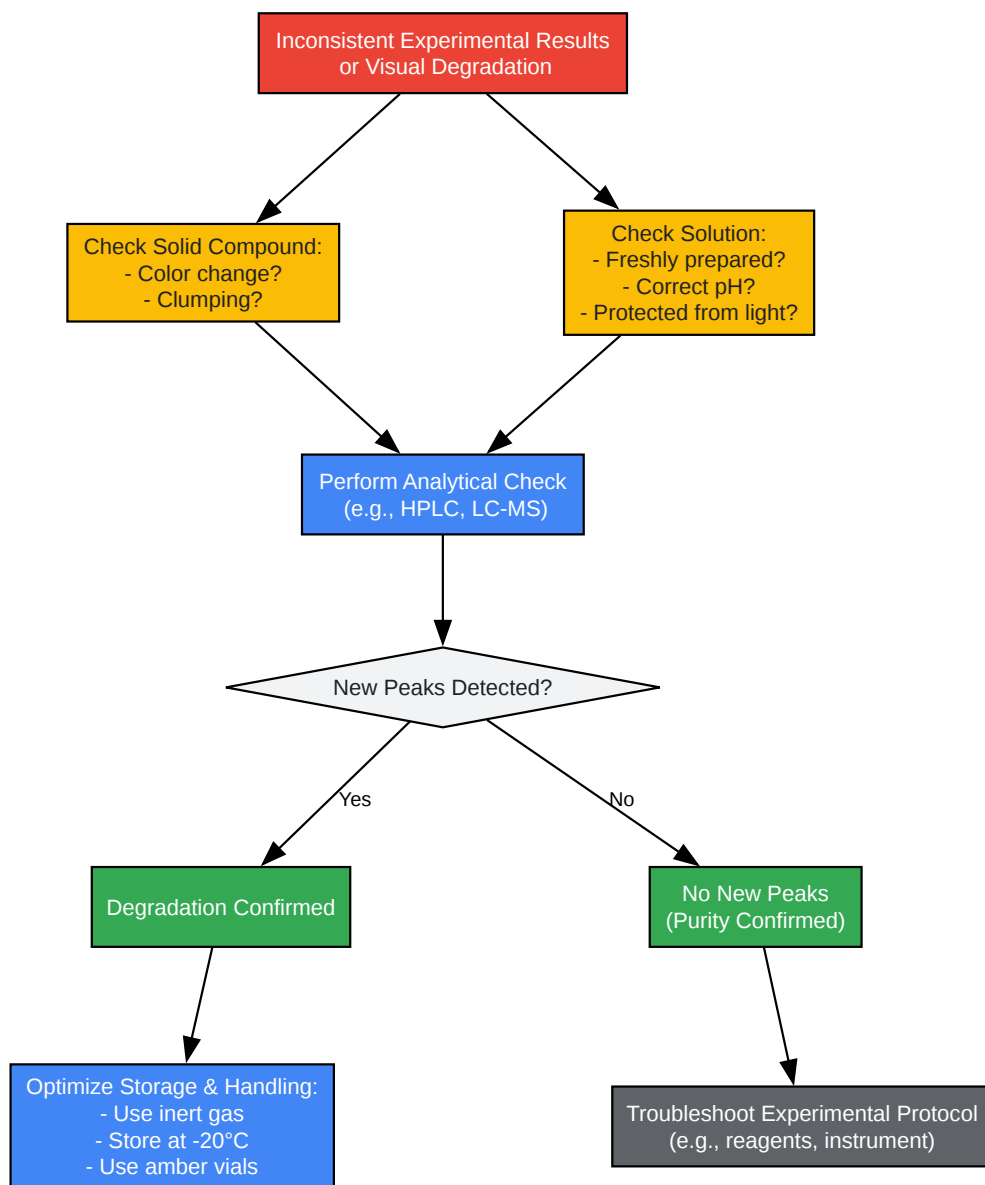 Inconsistent Experimental Results
or Visual Degradation
Check Solid Compound:
- Color change?
- Clumping?
Check Solution:
- Freshly prepared?
- Correct pH?
- Protected from light?
Perform Analytical Check
(e.g., HPLC, LC-MS)
New Peaks Detected?
Yes
No
Degradation Confirmed
No New Peaks
(Purity Confirmed)
Optimize Storage & Handling:
- Use inert gas
- Store at -20°C
- Use amber vials
Troubleshoot Experimental Protocol
(e.g., reagents, instrument)